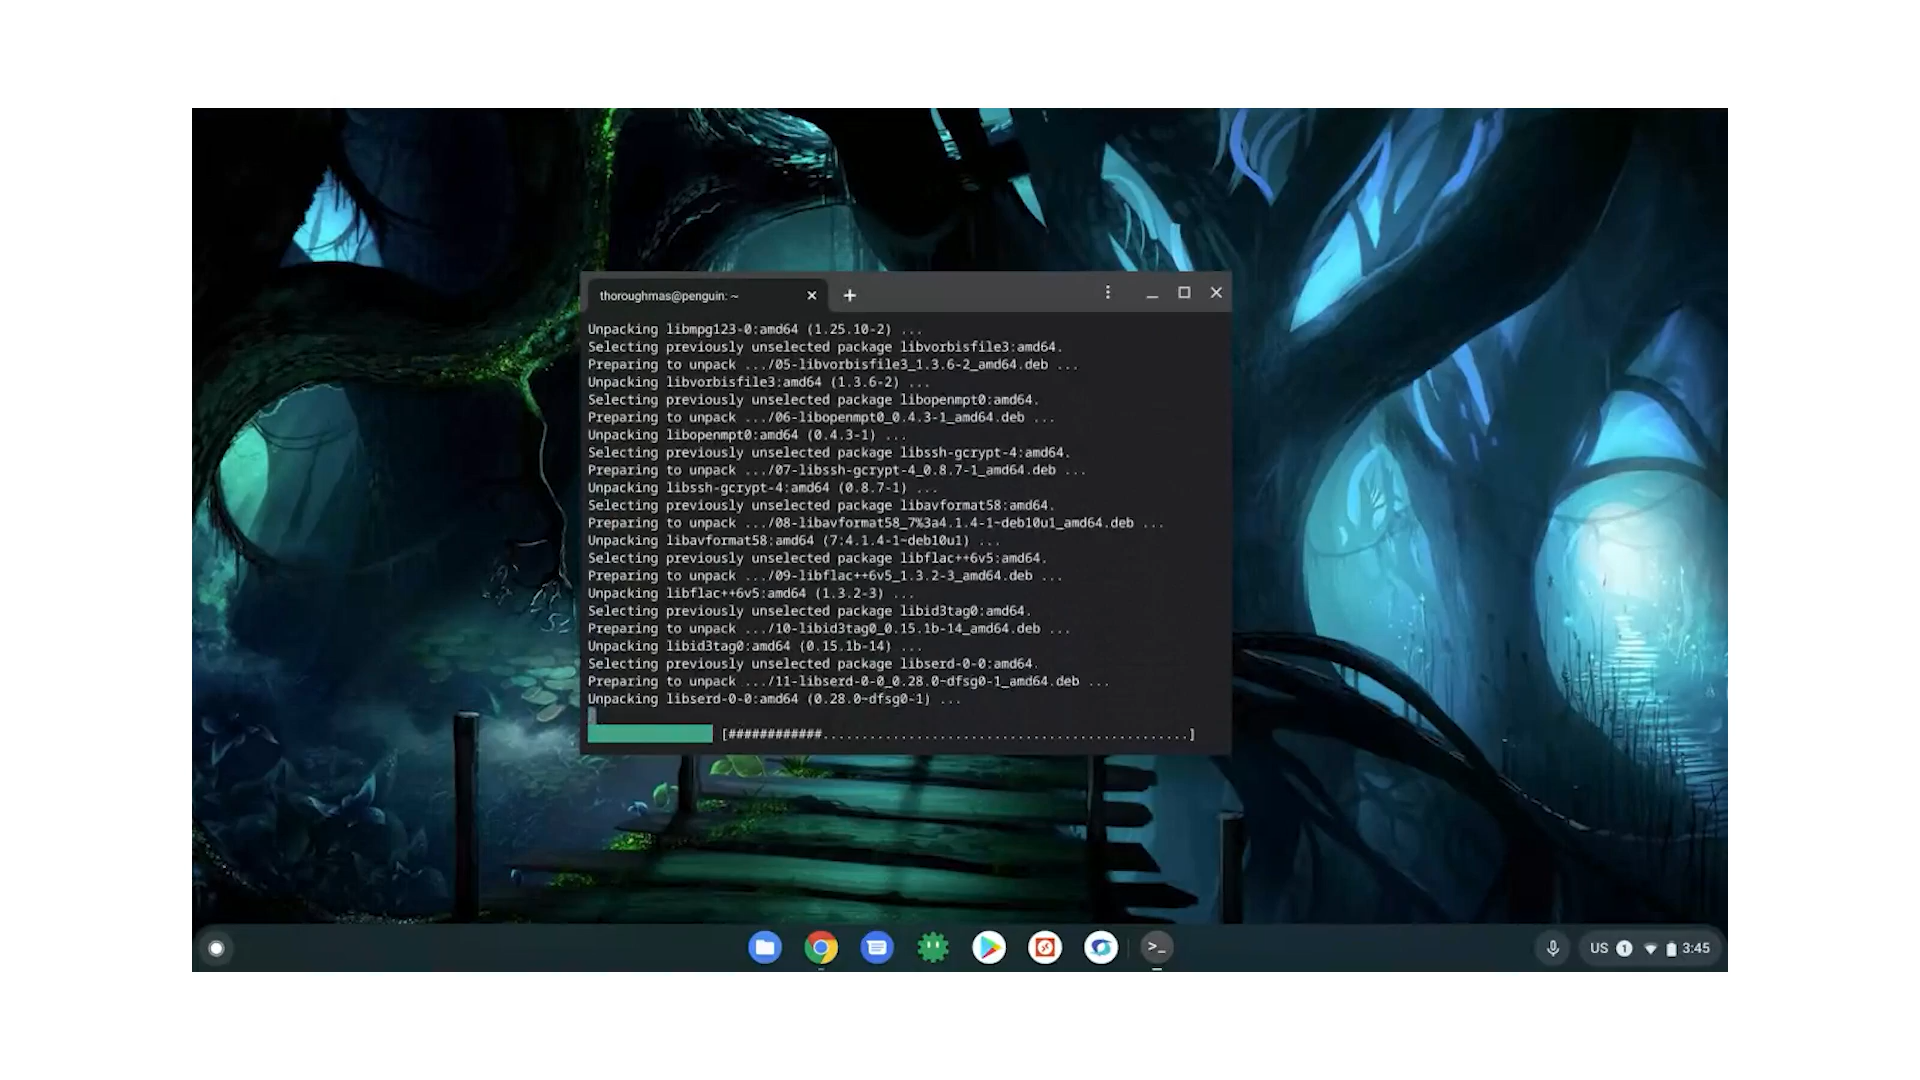 thoroughmas@penguin: ~
Unpacking libmpg123-0:amd64 (1.25.10-2) ...
Selecting previously unselected package libvorbisfile3:amd64.
Preparing to unpack .../05-libvorbisfile3_1.3.6-2_amd64.deb ...
Unpacking libvorbisfile3:amd64 (1.3.6-2) ...
Selecting previously unselected package libopenmpt0:amd64.
Preparing to unpack .../06-libopenmpt0_0.4.3-1_amd64.deb ...
Unpacking libopenmpt0:amd64 (0.4.3-1) ...
Selecting previously unselected package libssh-gcrypt-4:amd64.
Preparing to unpack .../07-libssh-gcrypt-4_0.8.7-1_amd64.deb ...
Unpacking libssh-gcrypt-4:amd64 (0.8.7-1) ...
Selecting previously unselected package libavformat58:amd64.
Preparing to unpack .../08-libavformat58_7%3a4.1.4-1~deb10u1_amd64.deb ...
Unpacking libavformat58:amd64 (7:4.1.4-1~deb10u1) ...
Selecting previously unselected package libflac++6v5:amd64.
Preparing to unpack .../09-libflac++6v5_1.3.2-3_amd64.deb ...
Unpacking libflac++6v5:amd64 (1.3.2-3) ...
Selecting previously unselected package libid3tag0:amd64.
Preparing to unpack .../10-libid3tag0_0.15.1b-14_amd64.deb ...
Unpacking libid3tag0:amd64 (0.15.1b-14) ...
Selecting previously unselected package libserd-0-0:amd64.
Preparing to unpack .../11-libserd-0-0_0.28.0~dfsg0-1_amd64.deb ...
Unpacking libserd-0-0:amd64 (0.28.0~dfsg0-1) ...
[############...............................................]
US 1 3:45